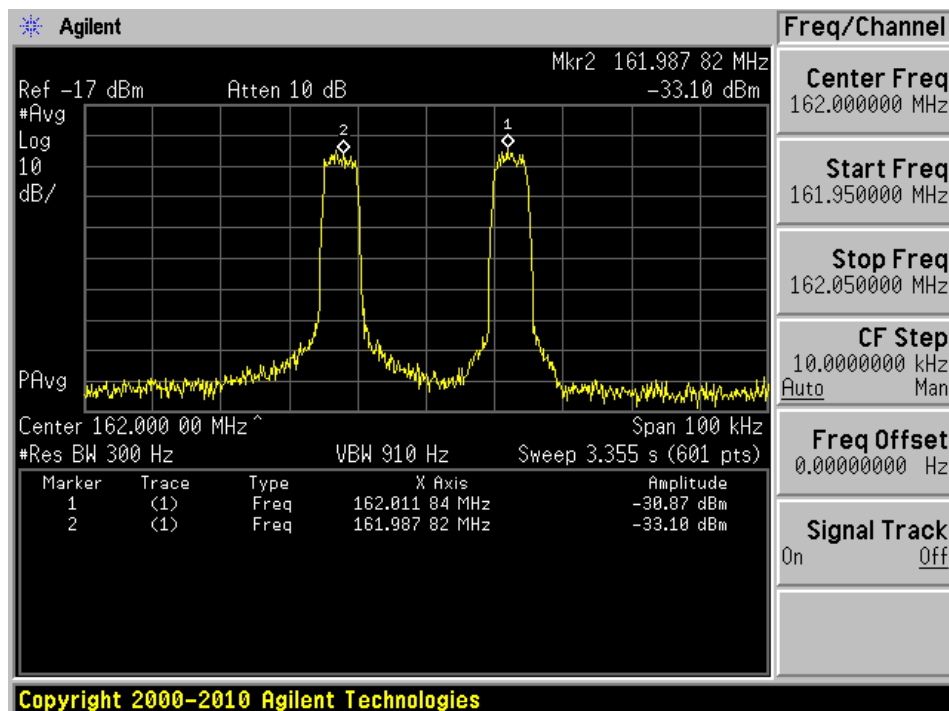 Agilent
Freq/Channel
Mkr2 161.987 82 MHz
Ref -17 dBm Atten 10 dB -33.10 dBm
#Avg
Log
10
dB/
2
1
PAvg
Center 162.000 00 MHz ^ Span 100 kHz
#Res BW 300 Hz VBW 910 Hz Sweep 3.355 s (601 pts)
Marker Trace Type X Axis Amplitude
1 (1) Freq 162.011 84 MHz -30.87 dBm
2 (1) Freq 161.987 82 MHz -33.10 dBm
Center Freq
162.000000 MHz
Start Freq
161.950000 MHz
Stop Freq
162.050000 MHz
CF Step
10.0000000 kHz
Auto Man
Freq Offset
0.00000000 Hz
Signal Track
On Off
Copyright 2000-2010 Agilent Technologies